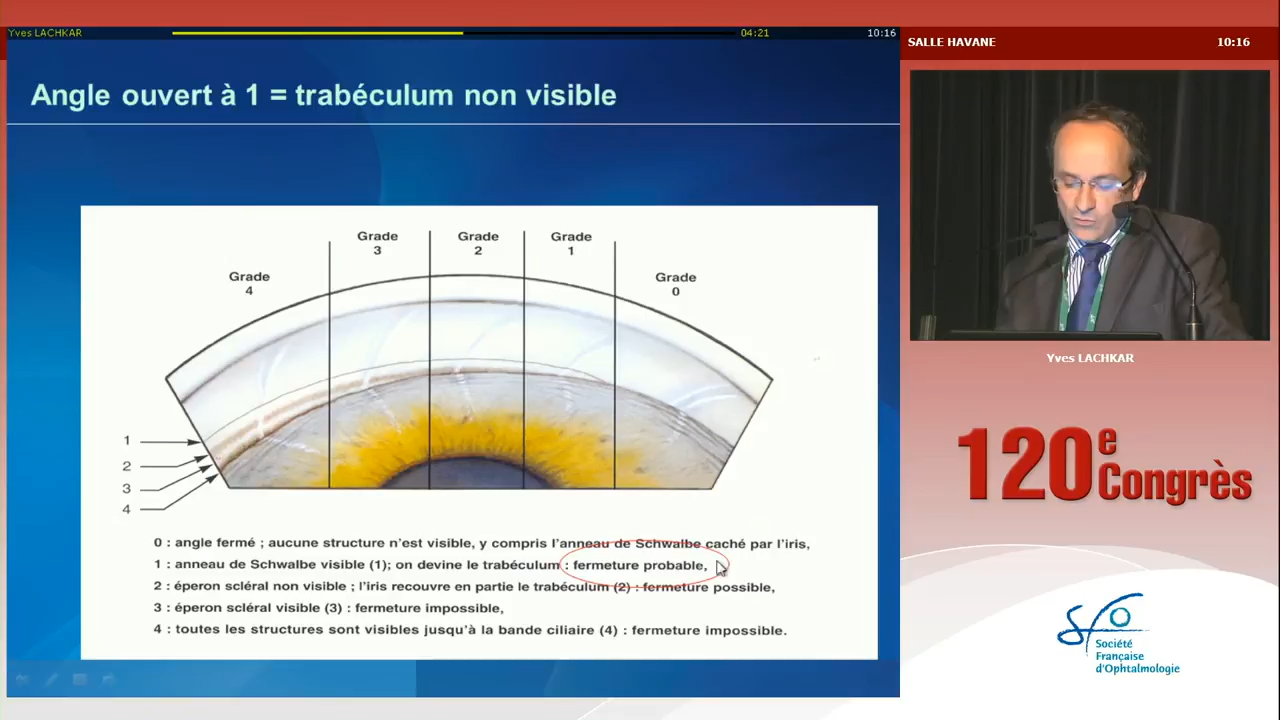 Yves LACHKAR
04:21
10:16
SALLE HAVANE
10:16
Angle ouvert à 1 = trabéculum non visible
Grade
4
Grade
3
Grade
2
Grade
1
Grade
0
1
2
3
4
0 : angle fermé ; aucune structure n'est visible, y compris l'anneau de Schwalbe caché par l'iris,
1 : anneau de Schwalbe visible (1); on devine le trabéculum : fermeture probable,
2 : éperon scléral non visible ; l'iris recouvre en partie le trabéculum (2) : fermeture possible,
3 : éperon scléral visible (3) : fermeture impossible,
4 : toutes les structures sont visibles jusqu'à la bande ciliaire (4) : fermeture impossible.
Yves LACHKAR
120e
Congrès
sfo
Société
Française
d'Ophtalmologie